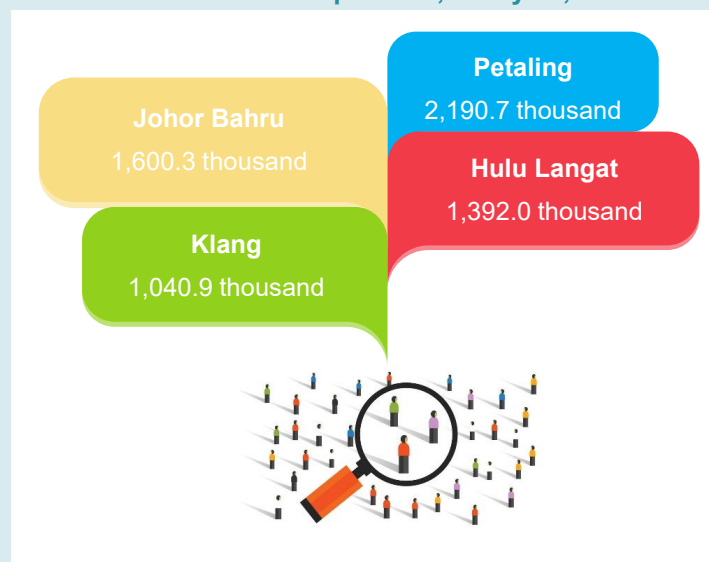 Petaling
2,190.7 thousand
Johor Bahru
1,600.3 thousand
Hulu Langat
1,392.0 thousand
Klang
1,040.9 thousand